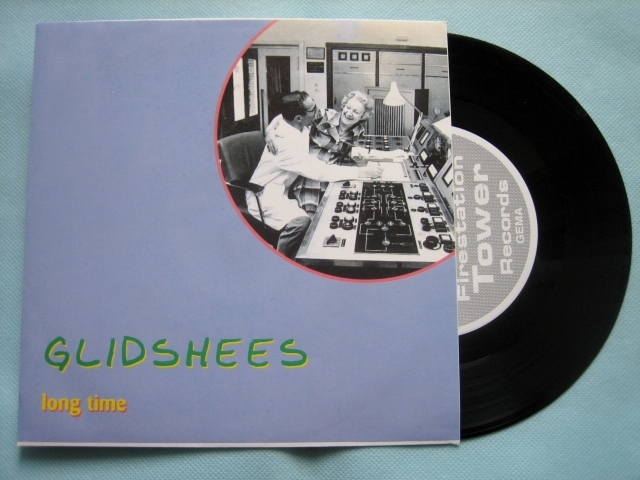 GLIDSHEES
long time
Firestation
Tower
Records
GEMA